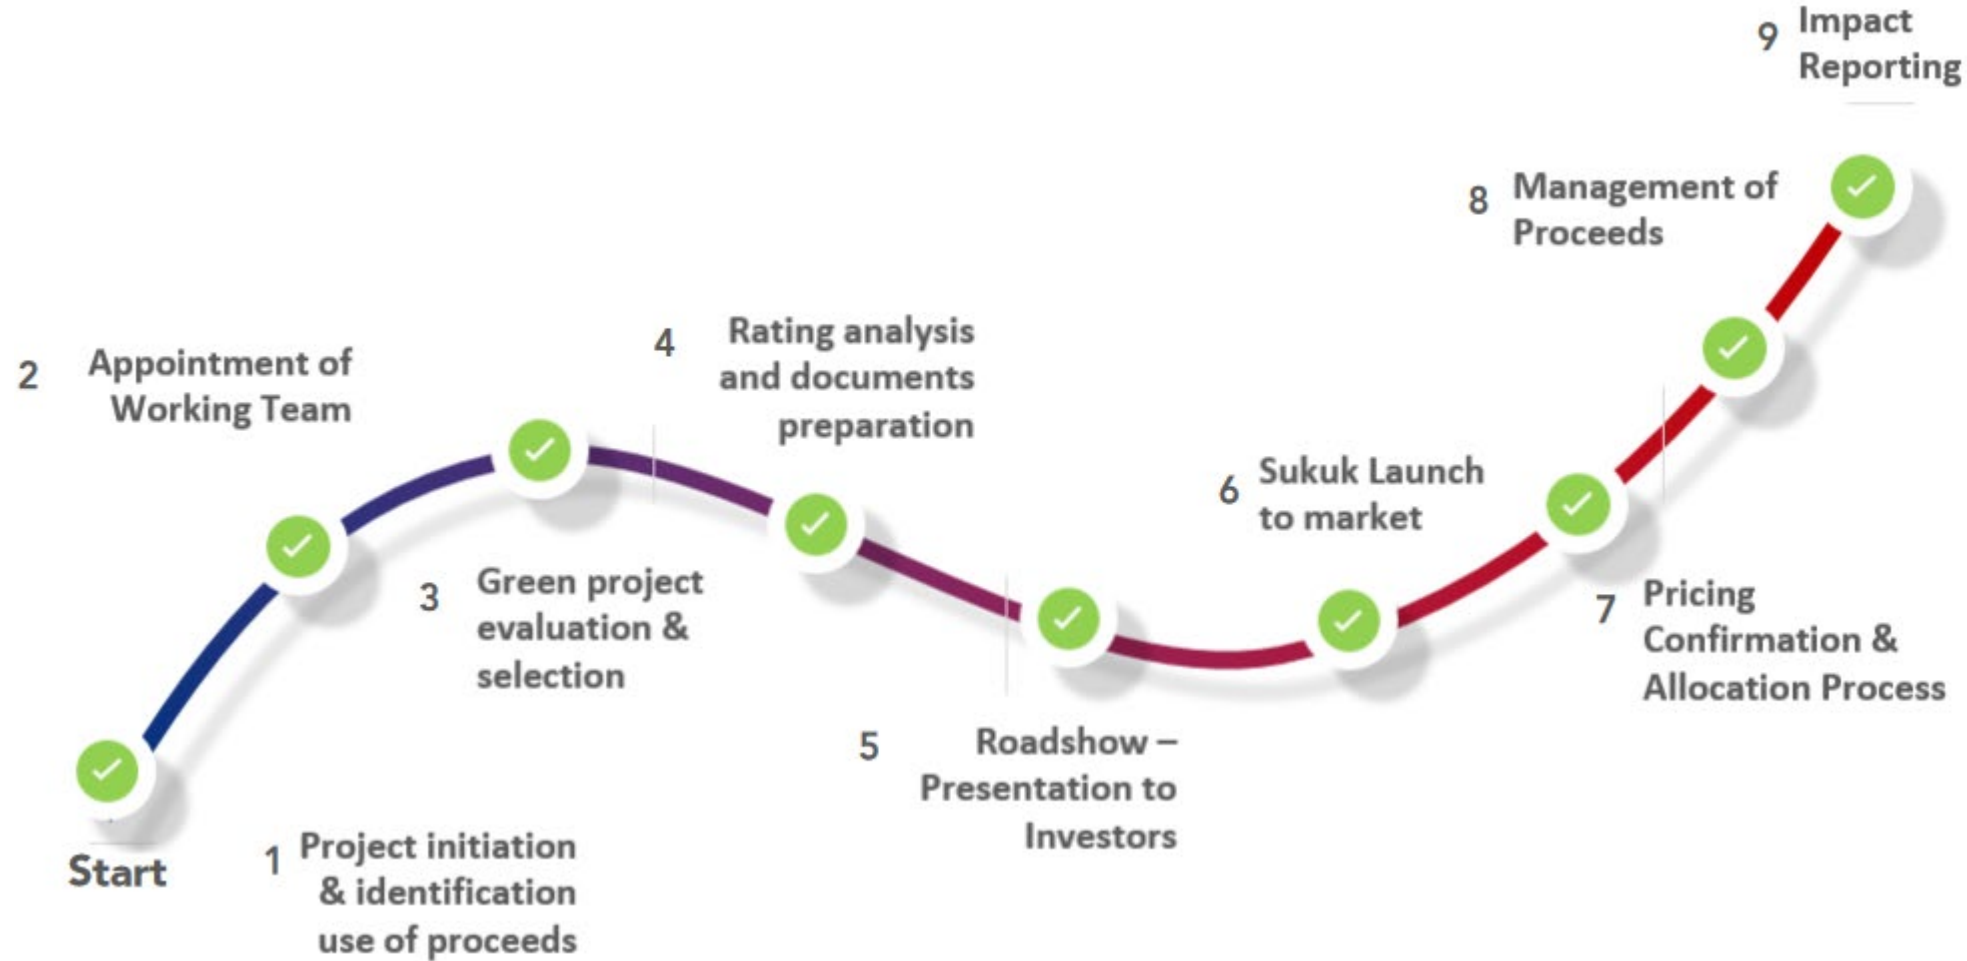 Start
1
Project initiation
& identification
use of proceeds
2
Appointment of
Working Team
3
Green project
evaluation &
selection
4
Rating analysis
and documents
preparation
5
Roadshow –
Presentation to
Investors
6
Sukuk Launch
to market
7
Pricing
Confirmation &
Allocation Process
8
Management of
Proceeds
9
Impact
Reporting